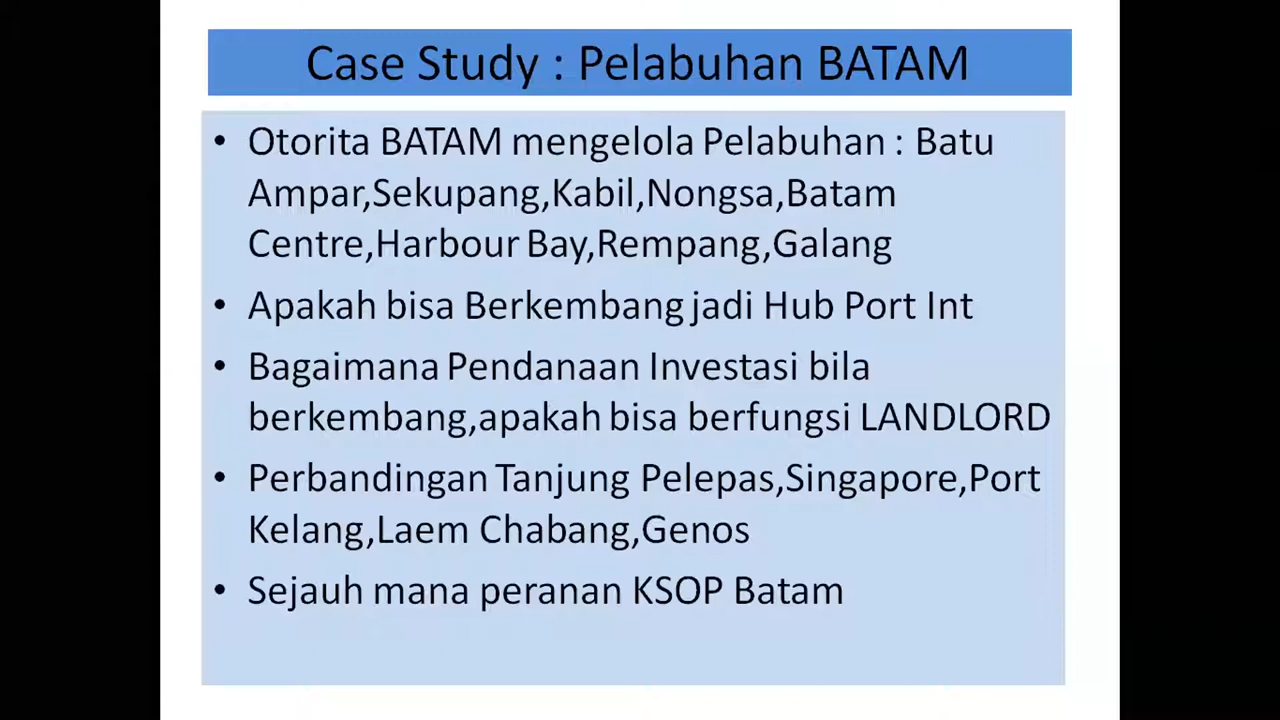 Case Study : Pelabuhan BATAM
• Otorita BATAM mengelola Pelabuhan : Batu
Ampar,Sekupang,Kabil,Nongsa,Batam
Centre,Harbour Bay,Rempang,Galang
• Apakah bisa Berkembang jadi Hub Port Int
• Bagaimana Pendanaan Investasi bila
berkembang,apakah bisa berfungsi LANDLORD
• Perbandingan Tanjung Pelepas,Singapore,Port
Kelang,Laem Chabang,Genos
• Sejauh mana peranan KSOP Batam